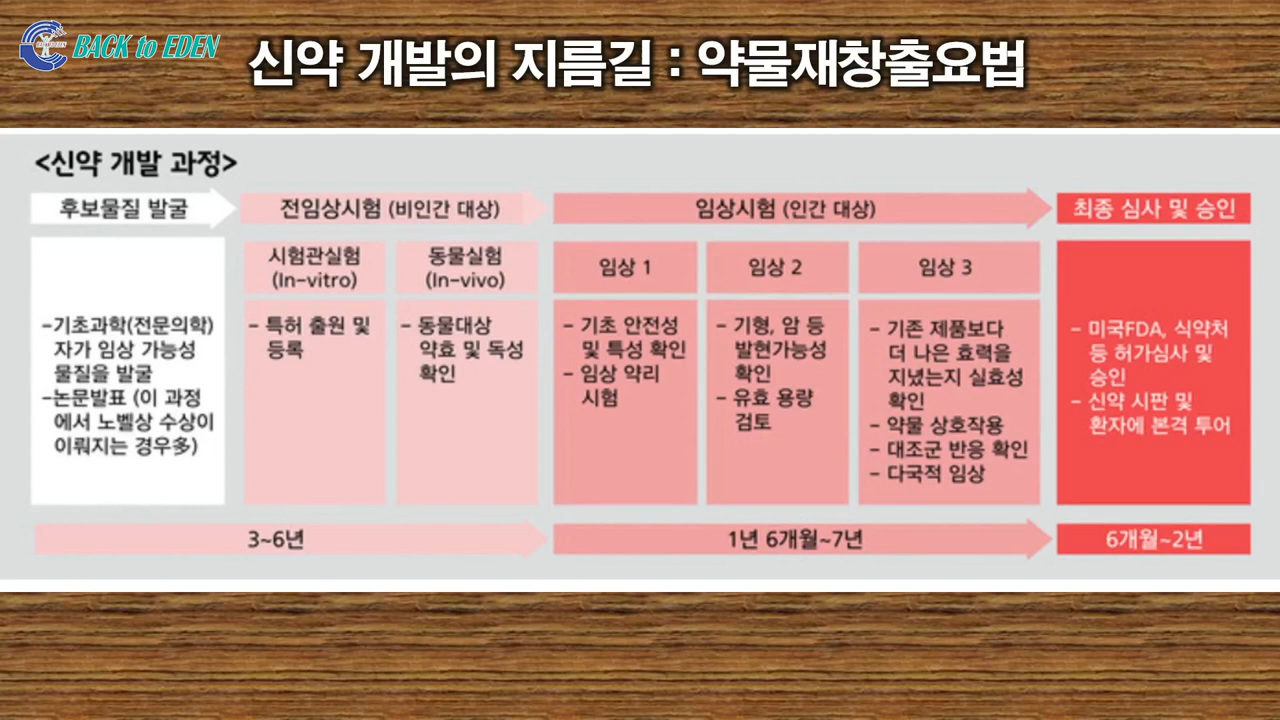 BACK to EDEN
신약 개발의 지름길 : 약물재창출요법
<신약 개발 과정>
후보물질 발굴
전임상시험 (비인간 대상)
임상시험 (인간 대상)
최종 심사 및 승인
-기초과학(전문의학)
자가 임상 가능성
물질을 발굴
-논문발표 (이 과정
에서 노벨상 수상이
이뤄지는 경우多)
시험관실험
(In-vitro)
- 특허 출원 및
등록
동물실험
(In-vivo)
- 동물대상
약효 및 독성
확인
임상 1
- 기초 안전성
및 특성 확인
- 임상 약리
시험
임상 2
- 기형, 암 등
발현가능성
확인
- 유효 용량
검토
임상 3
- 기존 제품보다
더 나은 효력을
지녔는지 실효성
확인
- 약물 상호작용
- 대조군 반응 확인
- 다국적 임상
- 미국FDA, 식약처
등 허가심사 및
승인
- 신약 시판 및
환자에 본격 투여
3~6년
1년 6개월~7년
6개월~2년